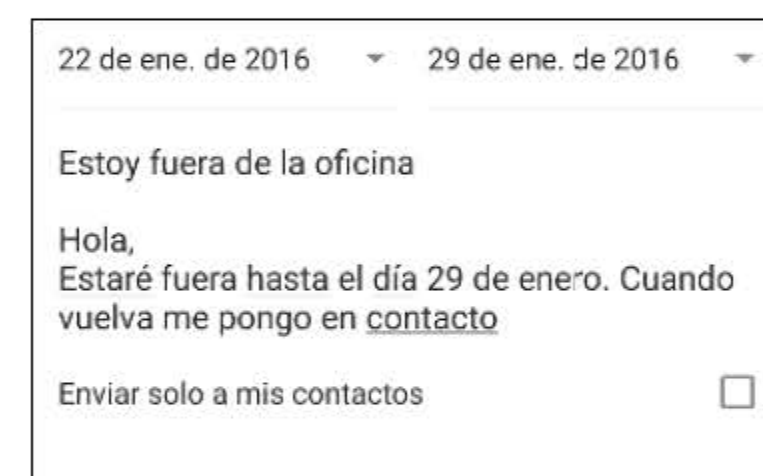 22 de ene. de 2016 29 de ene. de 2016
Estoy fuera de la oficina
Hola,
Estaré fuera hasta el día 29 de enero. Cuando
vuelva me pongo en contacto
Enviar solo a mis contactos